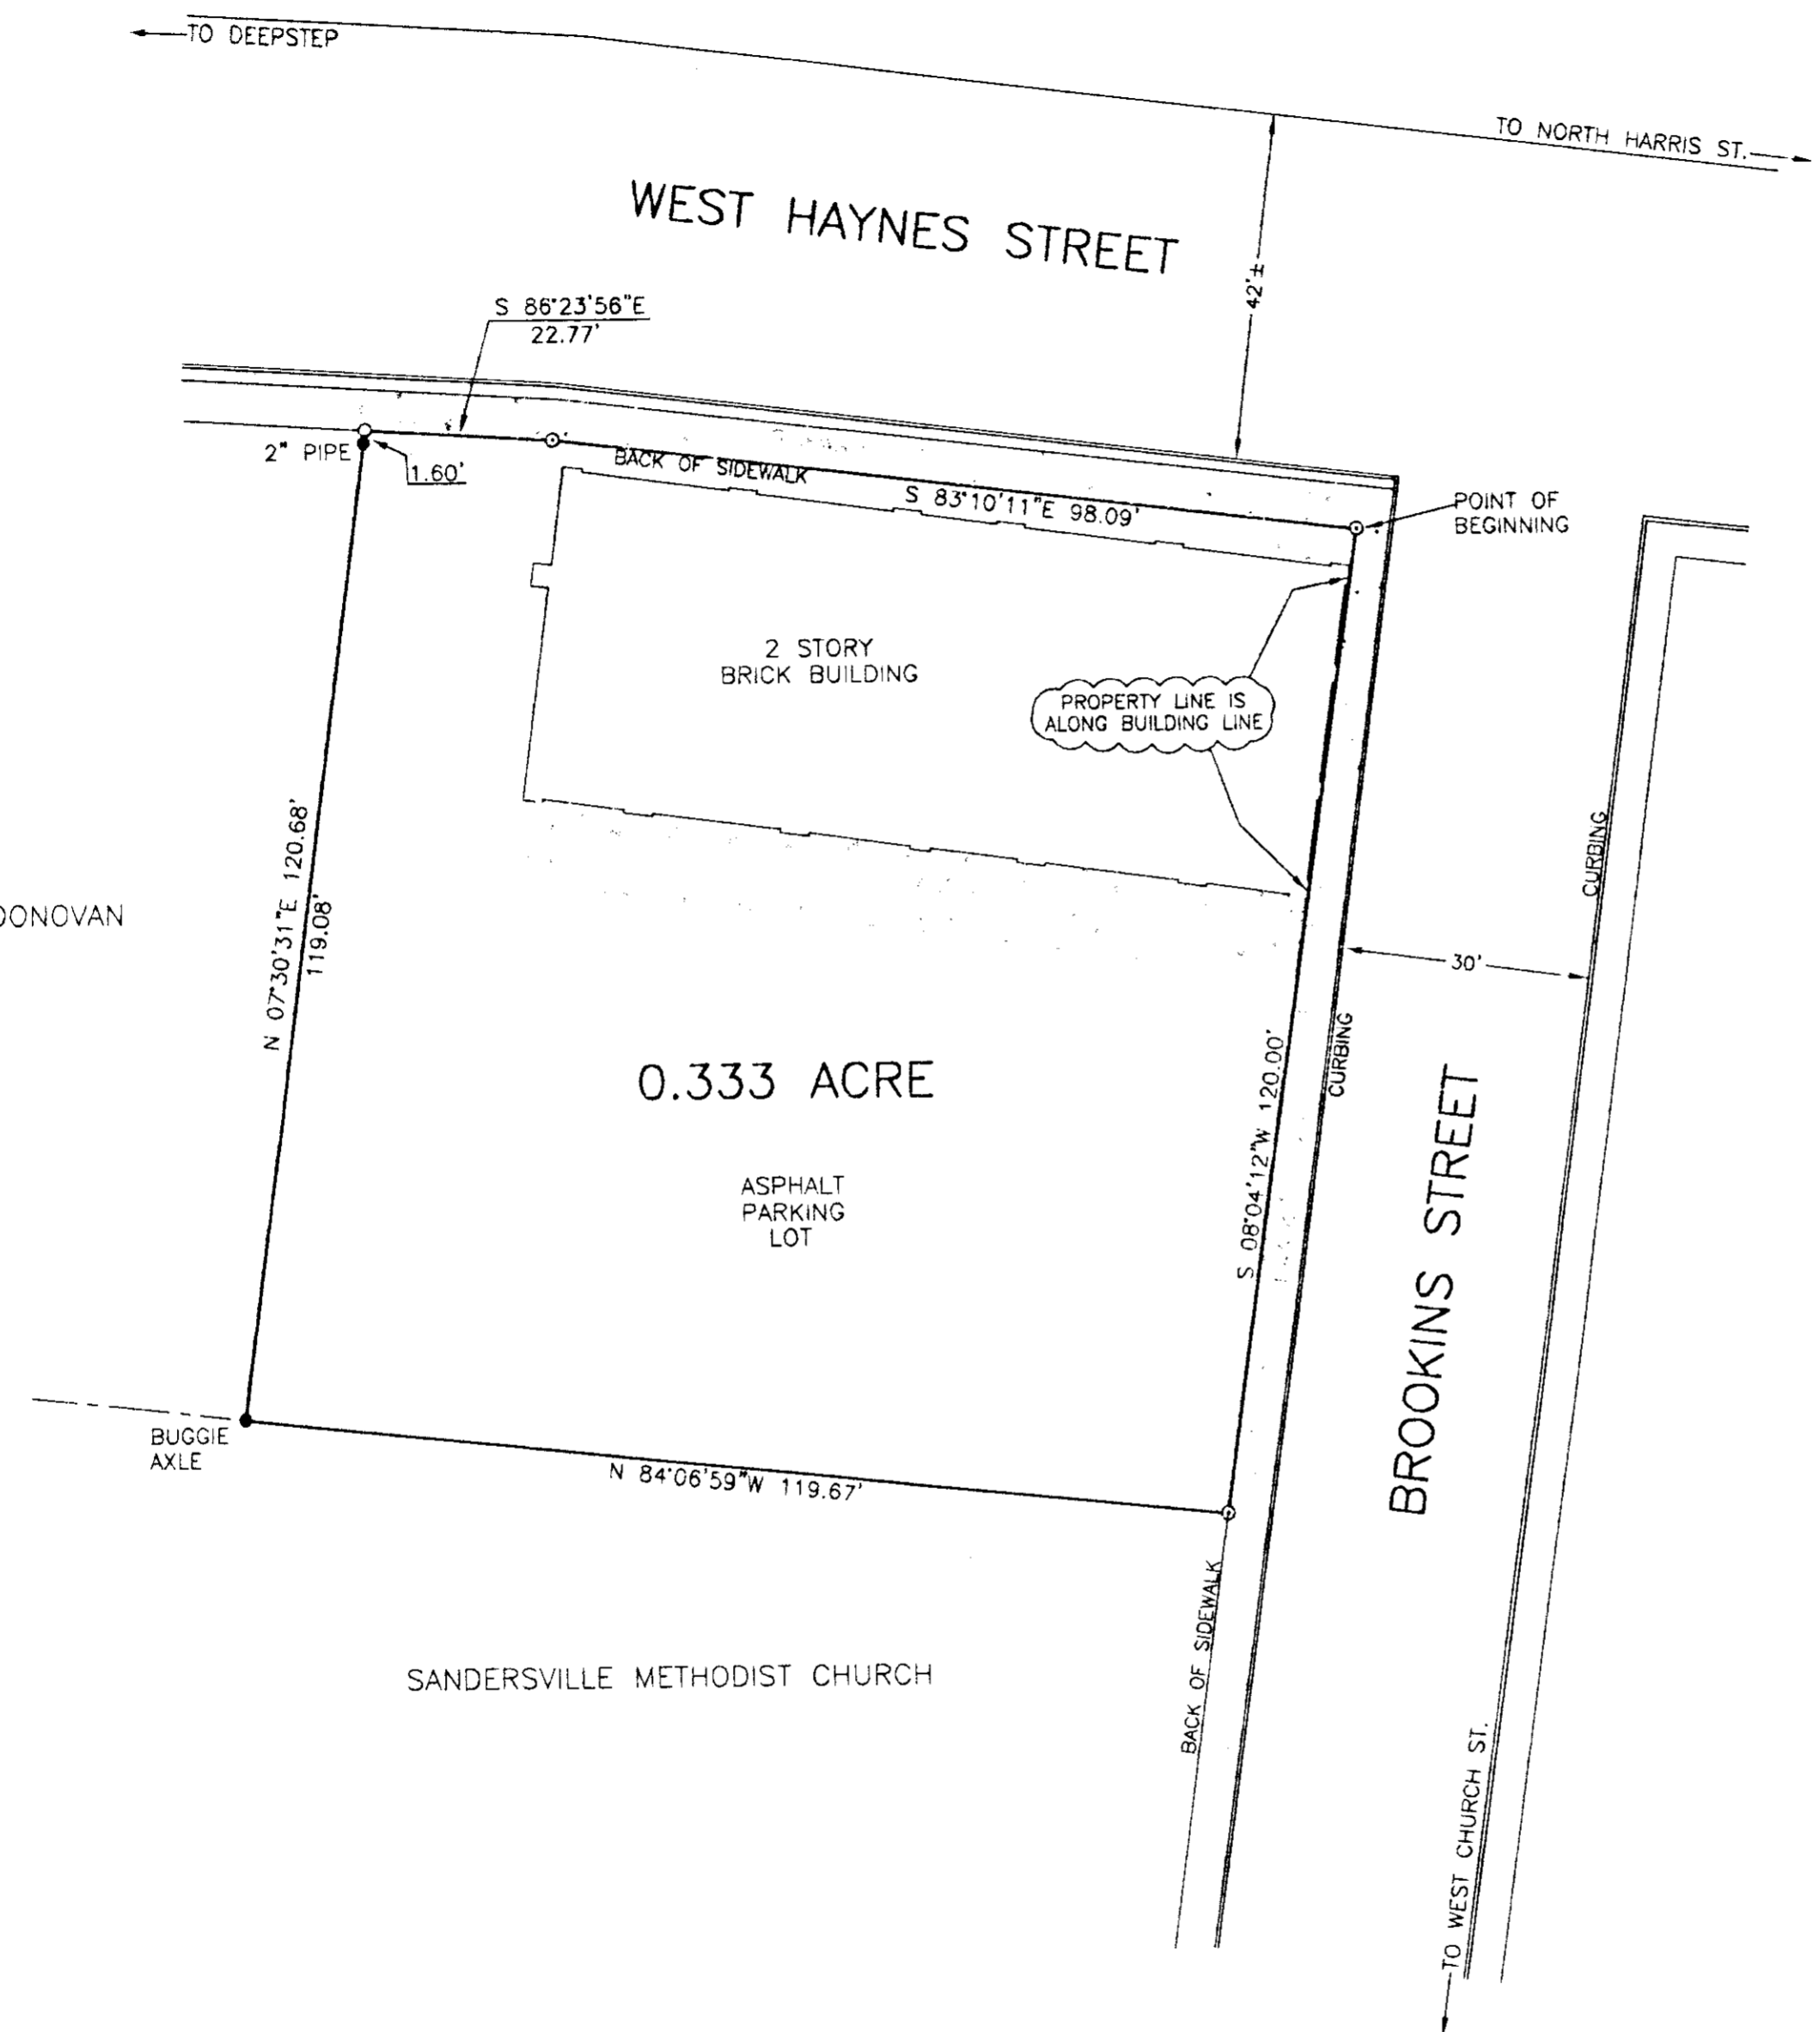 TO DEEPSTEP
TO NORTH HARRIS ST.
WEST HAYNES STREET
42'±
S 86°23'56"E
22.77'
2" PIPE
1.60'
BACK OF SIDEWALK
S 83°10'11"E 98.09'
POINT OF
BEGINNING
2 STORY
BRICK BUILDING
PROPERTY LINE IS
ALONG BUILDING LINE
N 07°30'31"E 120.68'
119.08'
DONOVAN
CURBING
30'
CURBING
0.333 ACRE
S 08°04'12"W 120.00'
ASPHALT
PARKING
LOT
BROOKINS STREET
BUGGIE
AXLE
N 84°06'59"W 119.67'
BACK OF SIDEWALK
SANDERSVILLE METHODIST CHURCH
TO WEST CHURCH ST.